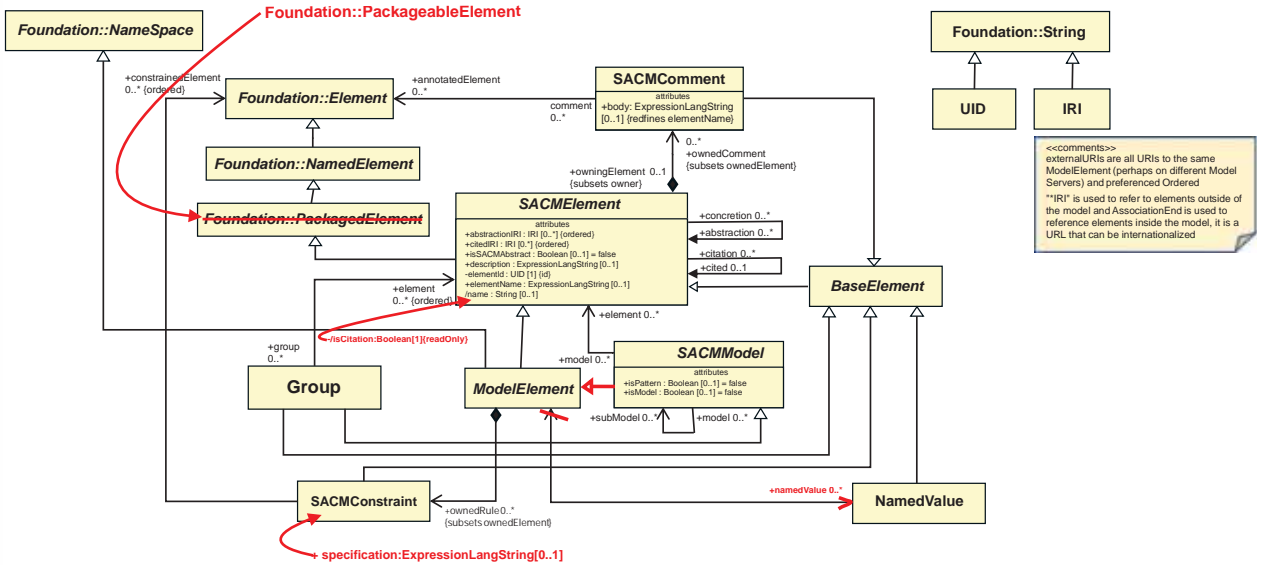 Foundation::PackageableElement
Foundation::NameSpace
Foundation::String
UID
IRI
+constrainedElement
0..* {ordered}
Foundation::Element
+annotatedElement
0..*
SACMComment
attributes
+body: ExpressionLangString
[0..1] {redfines elementName}
comment
0..*
Foundation::NamedElement
0..*
+ownedComment
{subsets ownedElement}
+owningElement 0..1
{subsets owner}
<<comments>>
externalURIs are all URIs to the same
ModelElement (perhaps on different Model
Servers) and preferenced Ordered
"*IRI" is used to refer to elements outside of
the model and AssociationEnd is used to
reference elements inside the model, it is a
URL that can be internationalized
Foundation::PackagedElement
SACMElement
attributes
+abstractionIRI : IRI [0..*] {ordered}
+citedIRI : IRI [0..*] {ordered}
+isSACMAbstract : Boolean [0..1] = false
+description : ExpressionLangString [0..1]
-elementId : UID [1] {id}
+elementName : ExpressionLangString [0..1]
/name : String [0..1]
+concretion 0..*
+abstraction 0..*
+citation 0..*
+cited 0..1
BaseElement
+element
0..* {ordered}
-/isCitation:Boolean[1]{readOnly}
+element 0..*
+group
0..*
Group
+model 0..*
ModelElement
SACMModel
attributes
+isPattern : Boolean [0..1] = false
+isModel : Boolean [0..1] = false
+subModel 0..*
+model 0..*
SACMConstraint
+ownedRule 0..*
{subsets ownedElement}
+namedValue 0..*
NamedValue
+ specification:ExpressionLangString[0..1]